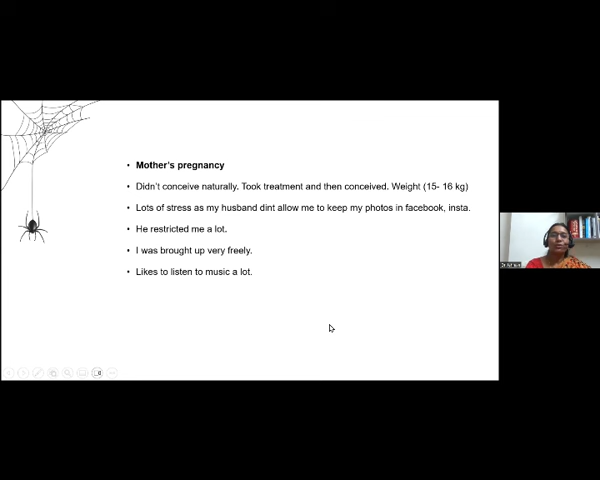 • Mother's pregnancy
• Didn't conceive naturally. Took treatment and then conceived. Weight (15- 16 kg)
• Lots of stress as my husband dint allow me to keep my photos in facebook, insta.
• He restricted me a lot.
• I was brought up very freely.
• Likes to listen to music a lot.